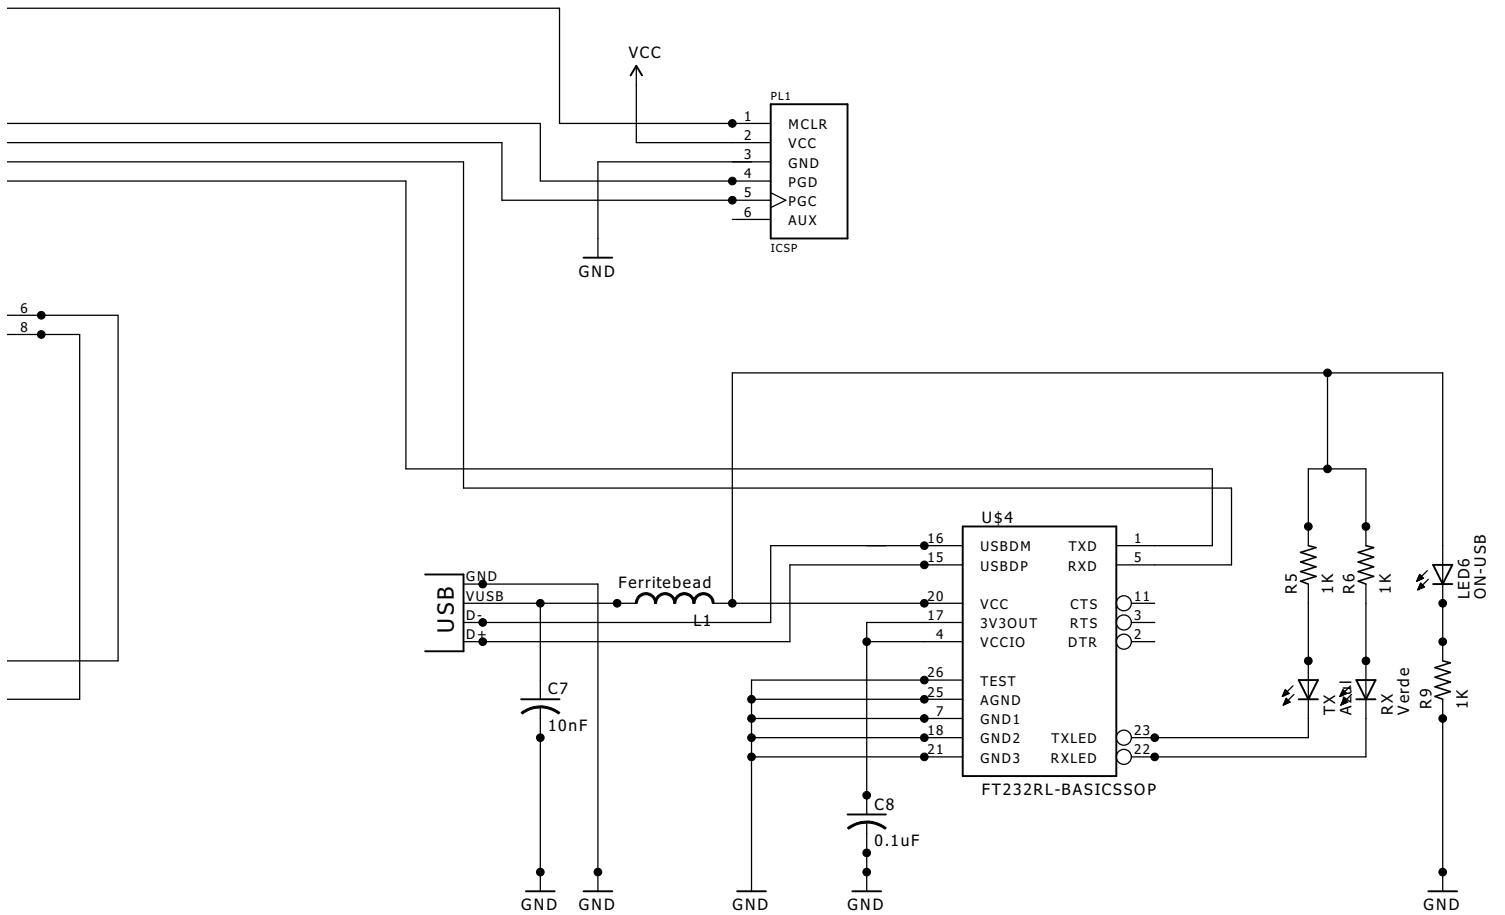 VCC
PL1
1 MCLR
2 VCC
3 GND
4 PGD
5 PGC
6 AUX
ICSP
GND
6
8
U$4
16 USBDM TXD 1
15 USBDP RXD 5
20 VCC CTS 11
17 3V3OUT RTS 3
4 VCCIO DTR 2
26 TEST
25 AGND
7 GND1
18 GND2 TXLED 23
21 GND3 RXLED 22
FT232RL-BASICSSOP
USB
GND
VUSB
D-
D+
Ferritebead
L1
C7
10nF
C8
0.1uF
R5
1K
R6
1K
LED6
ON-USB
TX
Azul
RX
Verde
R9
1K
GND
GND
GND
GND
GND